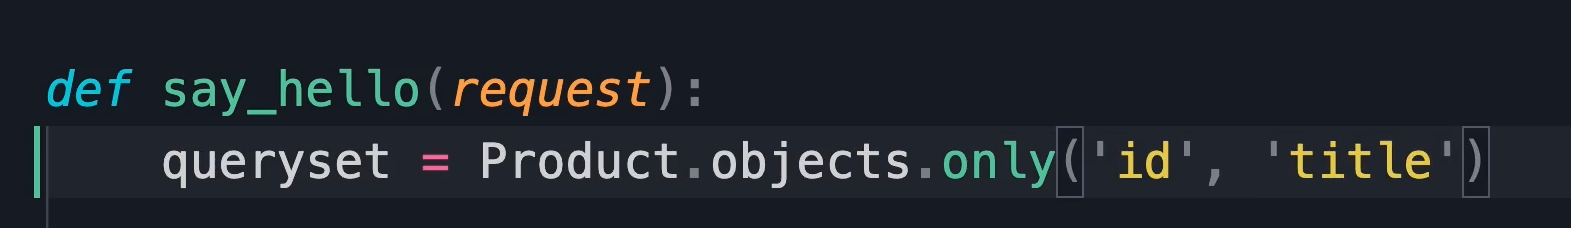 def say_hello(request):
    queryset = Product.objects.only('id', 'title')